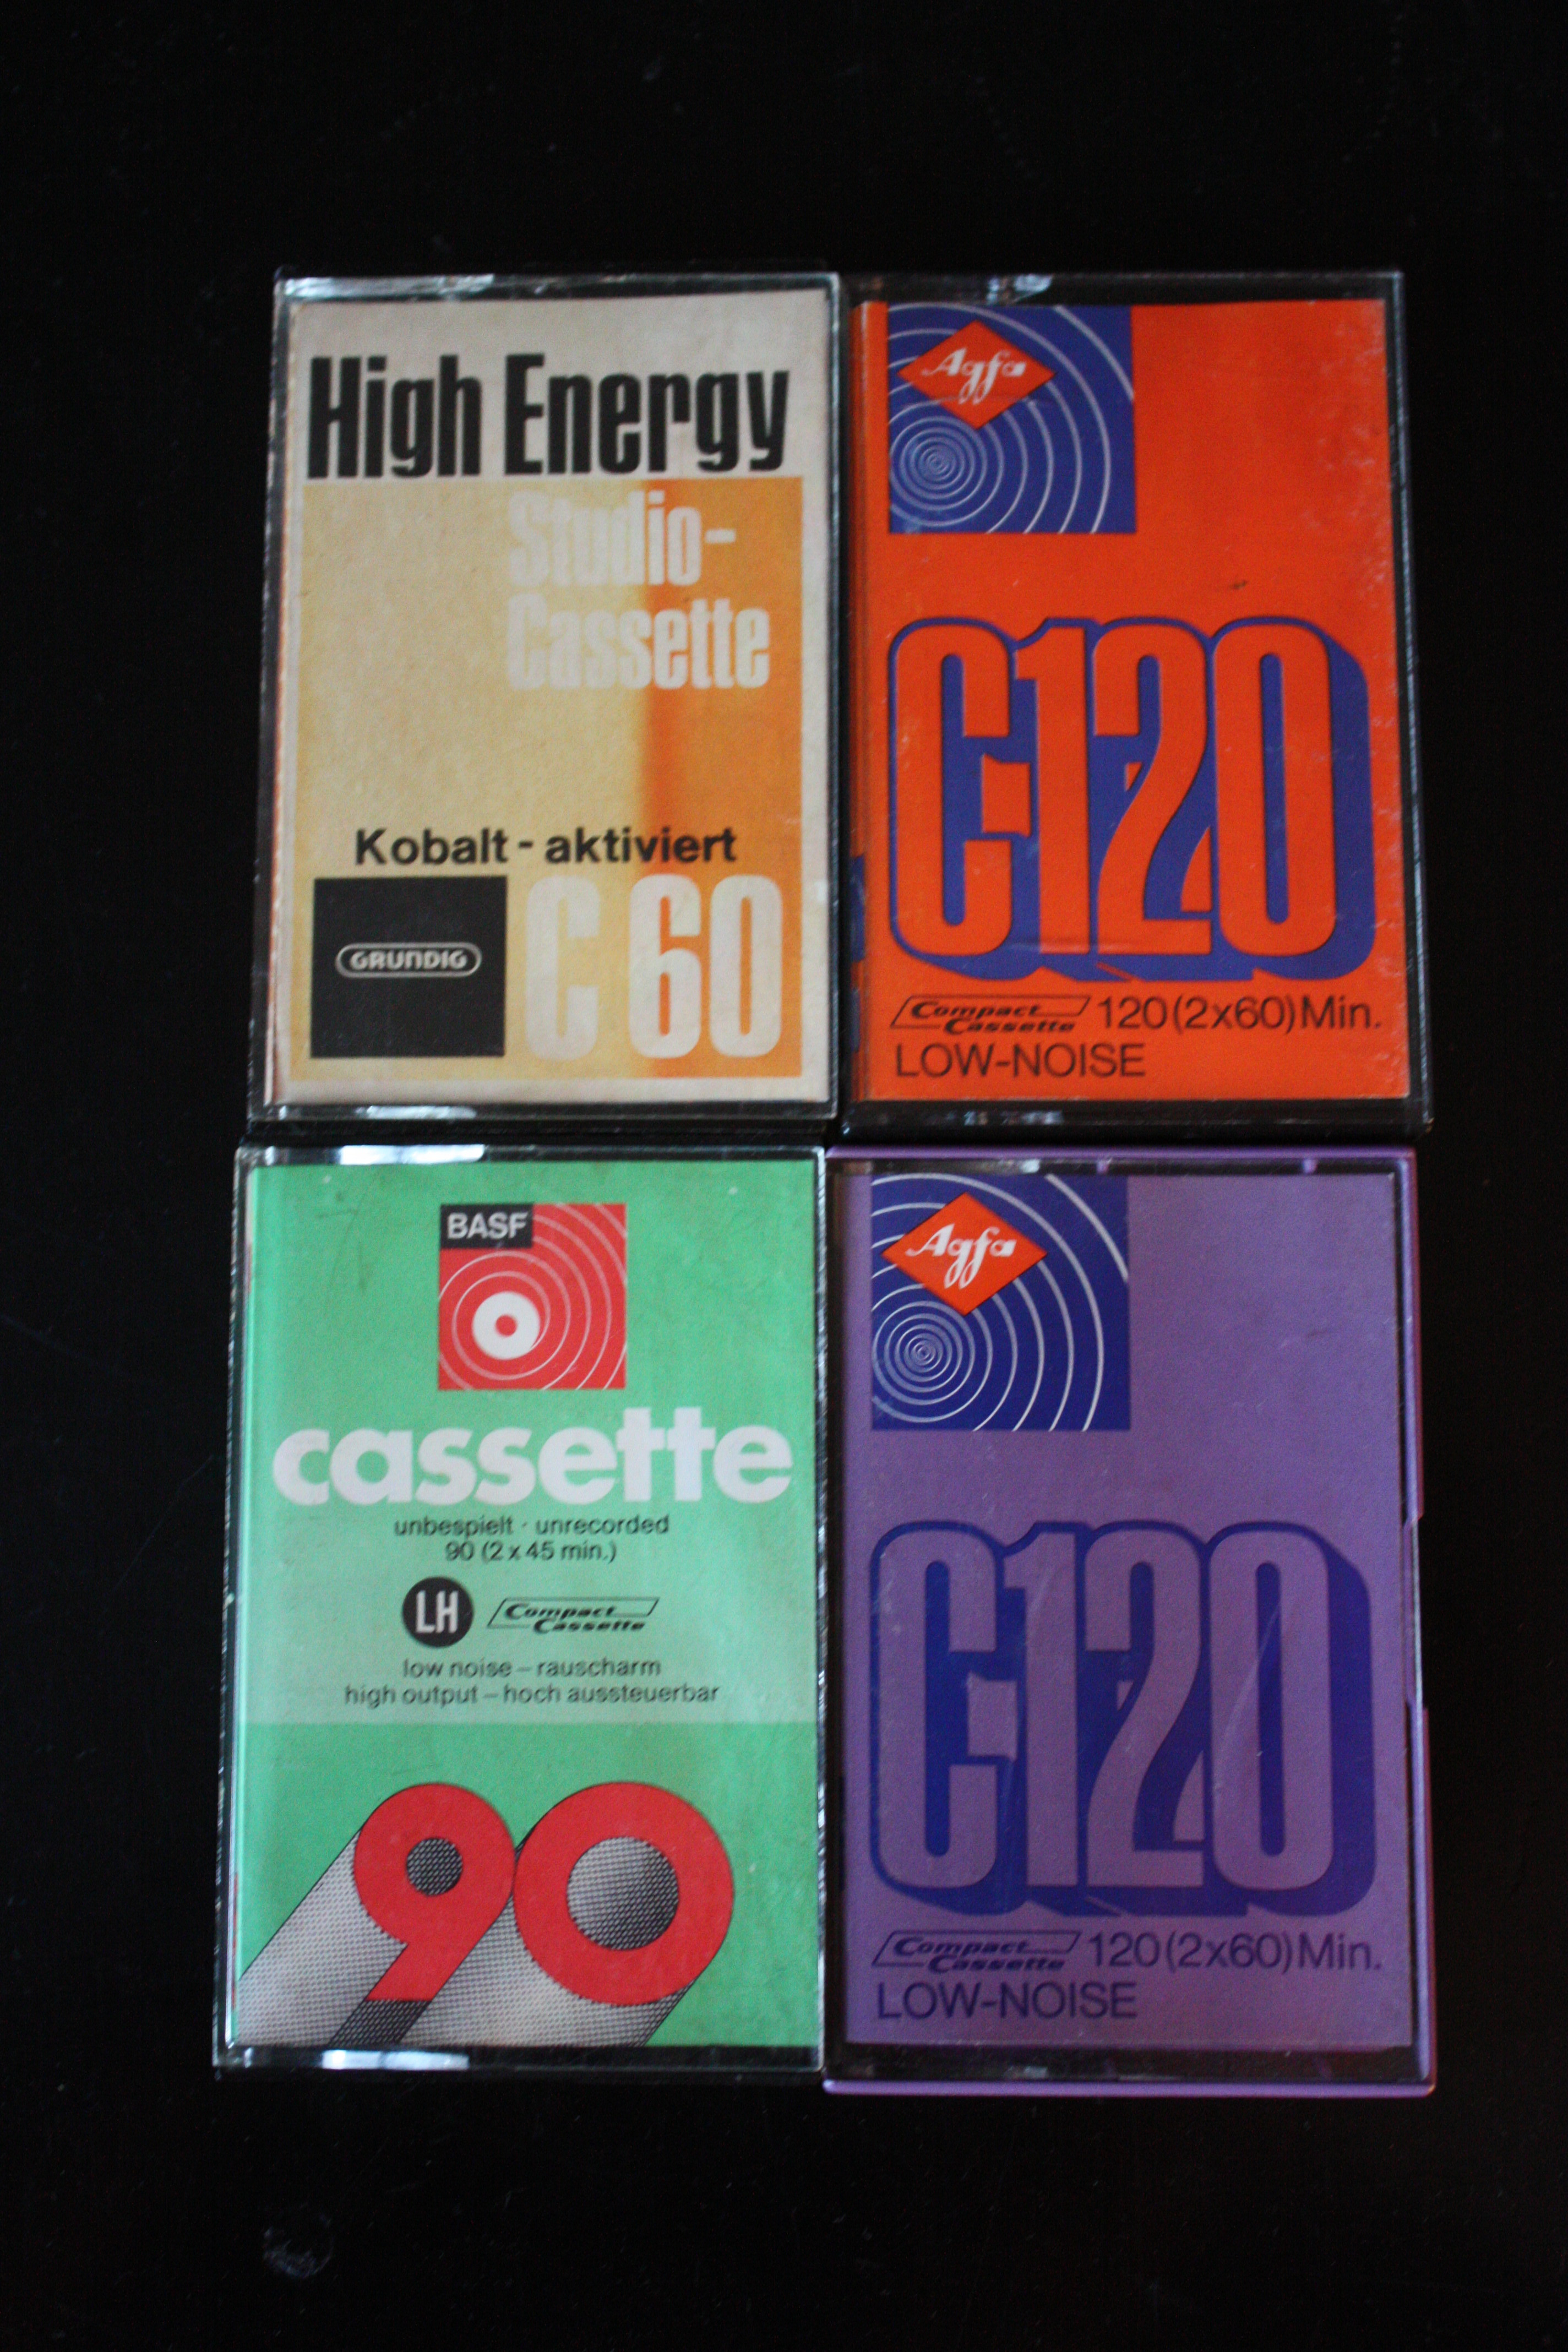 High Energy
Studio-
Cassette
Kobalt - aktiviert
GRUNDIG
C 60
Agfa
C-120
Compact
Cassette
120 (2x60) Min.
LOW-NOISE
BASF
cassette
unbespielt · unrecorded
90 (2 x 45 min.)
LH
Compact
Cassette
low noise – rauscharm
high output – hoch aussteuerbar
90
Agfa
C-120
Compact
Cassette
120 (2x60) Min.
LOW-NOISE